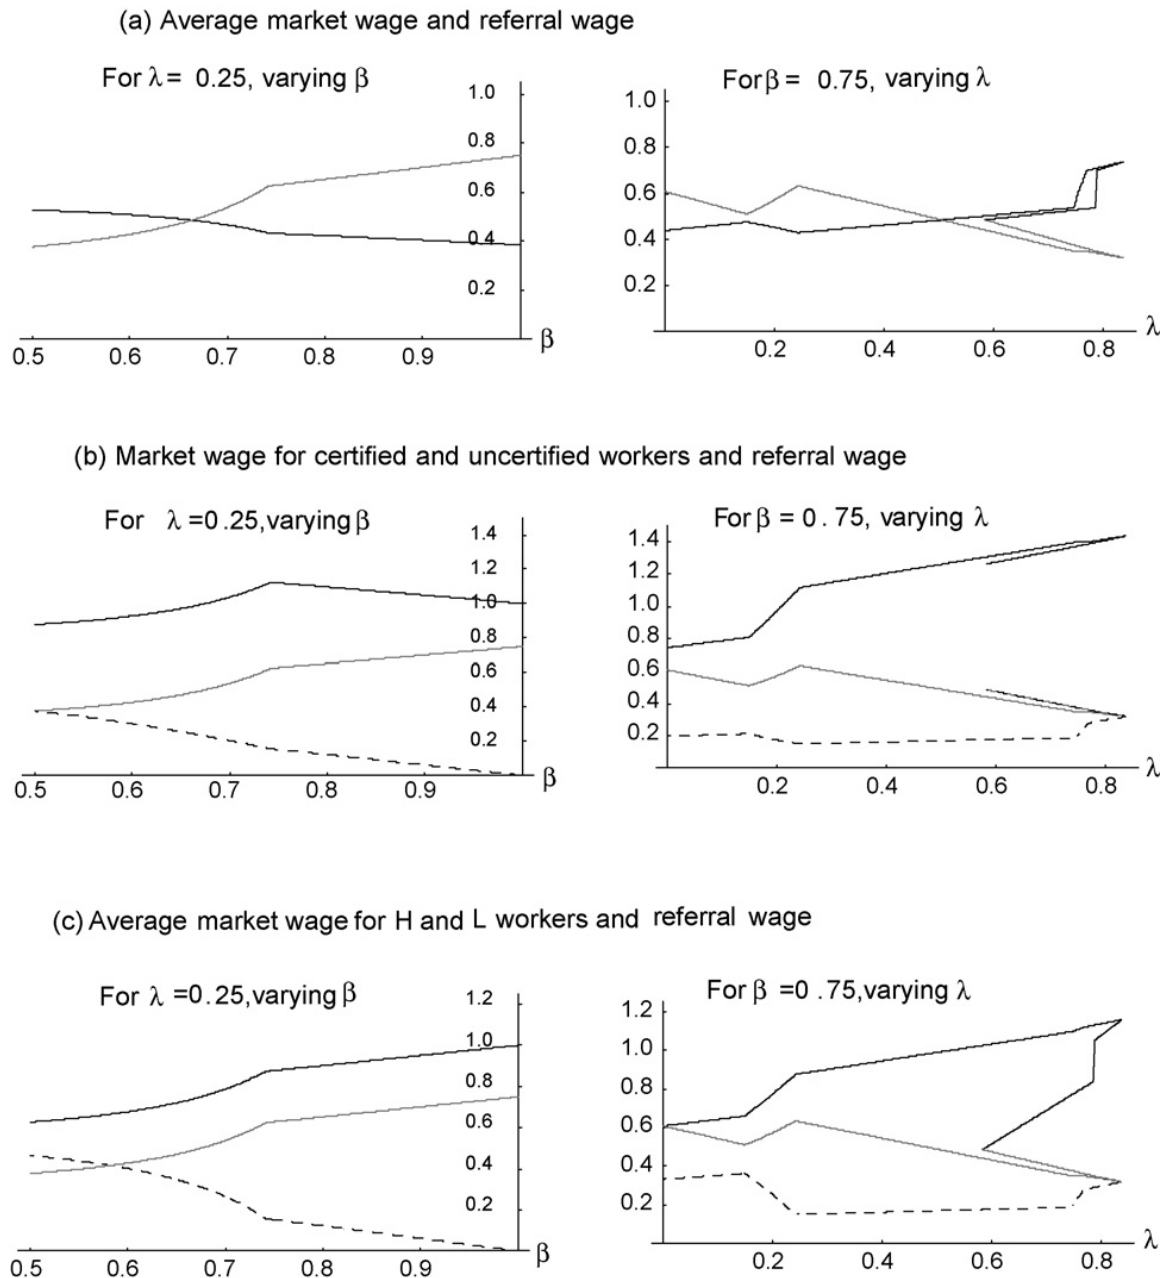 (a) Average market wage and referral wage
For λ = 0.25, varying β
For β = 0.75, varying λ
1.0
0.8
0.6
0.4
0.2
0.5 0.6 0.7 0.8 0.9 β
1.0
0.8
0.6
0.4
0.2
0.2 0.4 0.6 0.8 λ
(b) Market wage for certified and uncertified workers and referral wage
For λ =0.25,varying β
For β = 0.75, varying λ
1.4
1.2
1.0
0.8
0.6
0.4
0.2
0.5 0.6 0.7 0.8 0.9 β
1.4
1.2
1.0
0.8
0.6
0.4
0.2
0.2 0.4 0.6 0.8 λ
(c) Average market wage for H and L workers and referral wage
For λ =0.25,varying β
For β =0.75,varying λ
1.2
1.0
0.8
0.6
0.4
0.2
0.5 0.6 0.7 0.8 0.9 β
1.2
1.0
0.8
0.6
0.4
0.2
0.2 0.4 0.6 0.8 λ